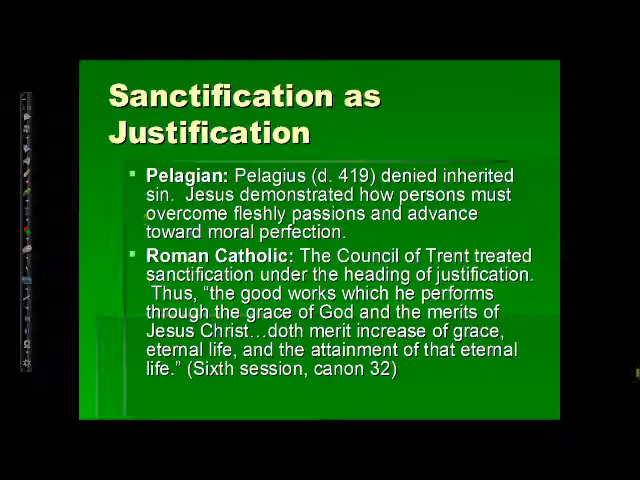 Sanctification as
Justification
Pelagian: Pelagius (d. 419) denied inherited
sin.  Jesus demonstrated how persons must
overcome fleshly passions and advance
toward moral perfection.
Roman Catholic: The Council of Trent treated
sanctification under the heading of justification.
Thus, “the good works which he performs
through the grace of God and the merits of
Jesus Christ…doth merit increase of grace,
eternal life, and the attainment of that eternal
life.” (Sixth session, canon 32)